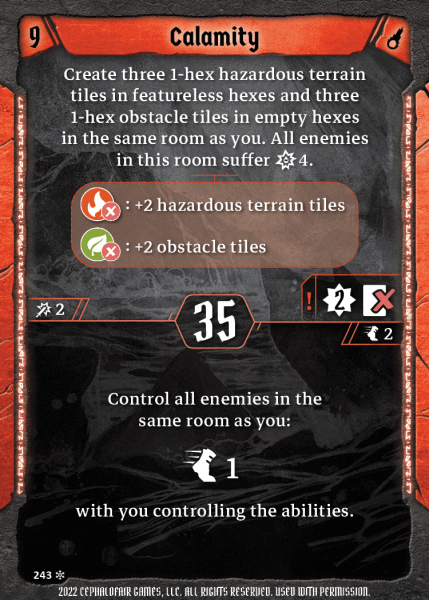 9
Calamity
Create three 1-hex hazardous terrain
tiles in featureless hexes and three
1-hex obstacle tiles in empty hexes
in the same room as you. All enemies
in this room suffer 4.
: +2 hazardous terrain tiles
: +2 obstacle tiles
! 2
2
35
2
Control all enemies in the
same room as you:
1
with you controlling the abilities.
243
2022 CEPHALOFAIR GAMES, LLC. ALL RIGHTS RESERVED. USED WITH PERMISSION.